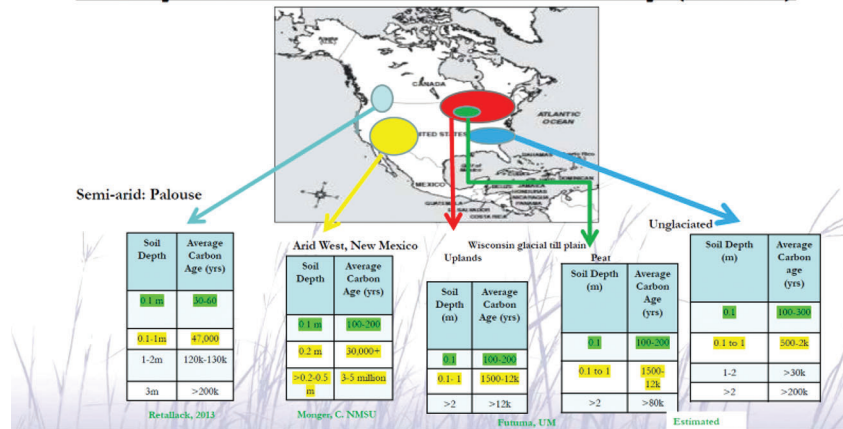 CANADA
ATLANTIC
OCEAN
MEXICO
Semi-arid: Palouse
Soil Depth Average Carbon Age (yrs)
0.1 m 30-60
0.1-1m 47,000
1-2m 120k-130k
3m >200k
Retallack, 2013
Arid West, New Mexico
Soil Depth Average Carbon Age (yrs)
0.1 m 100-200
0.2 m 30,000+
>0.2-0.5 m 3-5 million
Monger, C. NMSU
Wisconsin glacial till plain
Uplands
Soil Depth (m) Average Carbon Age (yrs)
0.1 100-200
0.1- 1 1500-12k
>2 >12k
Peat
Soil Depth (m) Average Carbon Age (yrs)
0.1 100-200
0.1 to 1 1500-12k
>2 >80k
Futuma, UM
Unglaciated
Soil Depth (m) Average Carbon age (yrs)
0.1 100-300
0.1 to 1 500-2k
1-2 >30k
>2 >200k
Estimated